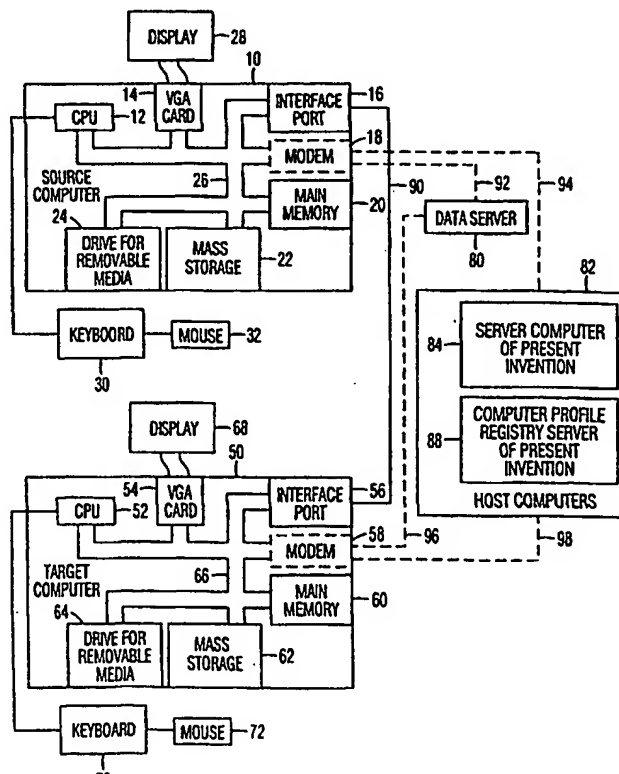 DISPLAY
28
10
14
VGA
CARD
INTERFACE
PORT
16
CPU
12
18
MODEM
SOURCE
COMPUTER
26
90
92
94
MAIN
MEMORY
20
24
DRIVE FOR
REMOVABLE
MEDIA
MASS
STORAGE
22
DATA SERVER
80
82
KEYBOORD
30
MOUSE
32
84
SERVER COMPUTER
OF PRESENT
INVENTION
88
COMPUTER PROFILE
REGISTRY SERVER
OF PRESENT
INVENTION
HOST COMPUTERS
DISPLAY
68
50
54
VGA
CARD
INTERFACE
PORT
56
CPU
52
58
MODEM
96
98
TARGET
COMPUTER
66
MAIN
MEMORY
60
64
DRIVE FOR
REMOVABLE
MEDIA
MASS
STORAGE
62
KEYBOARD
MOUSE
72